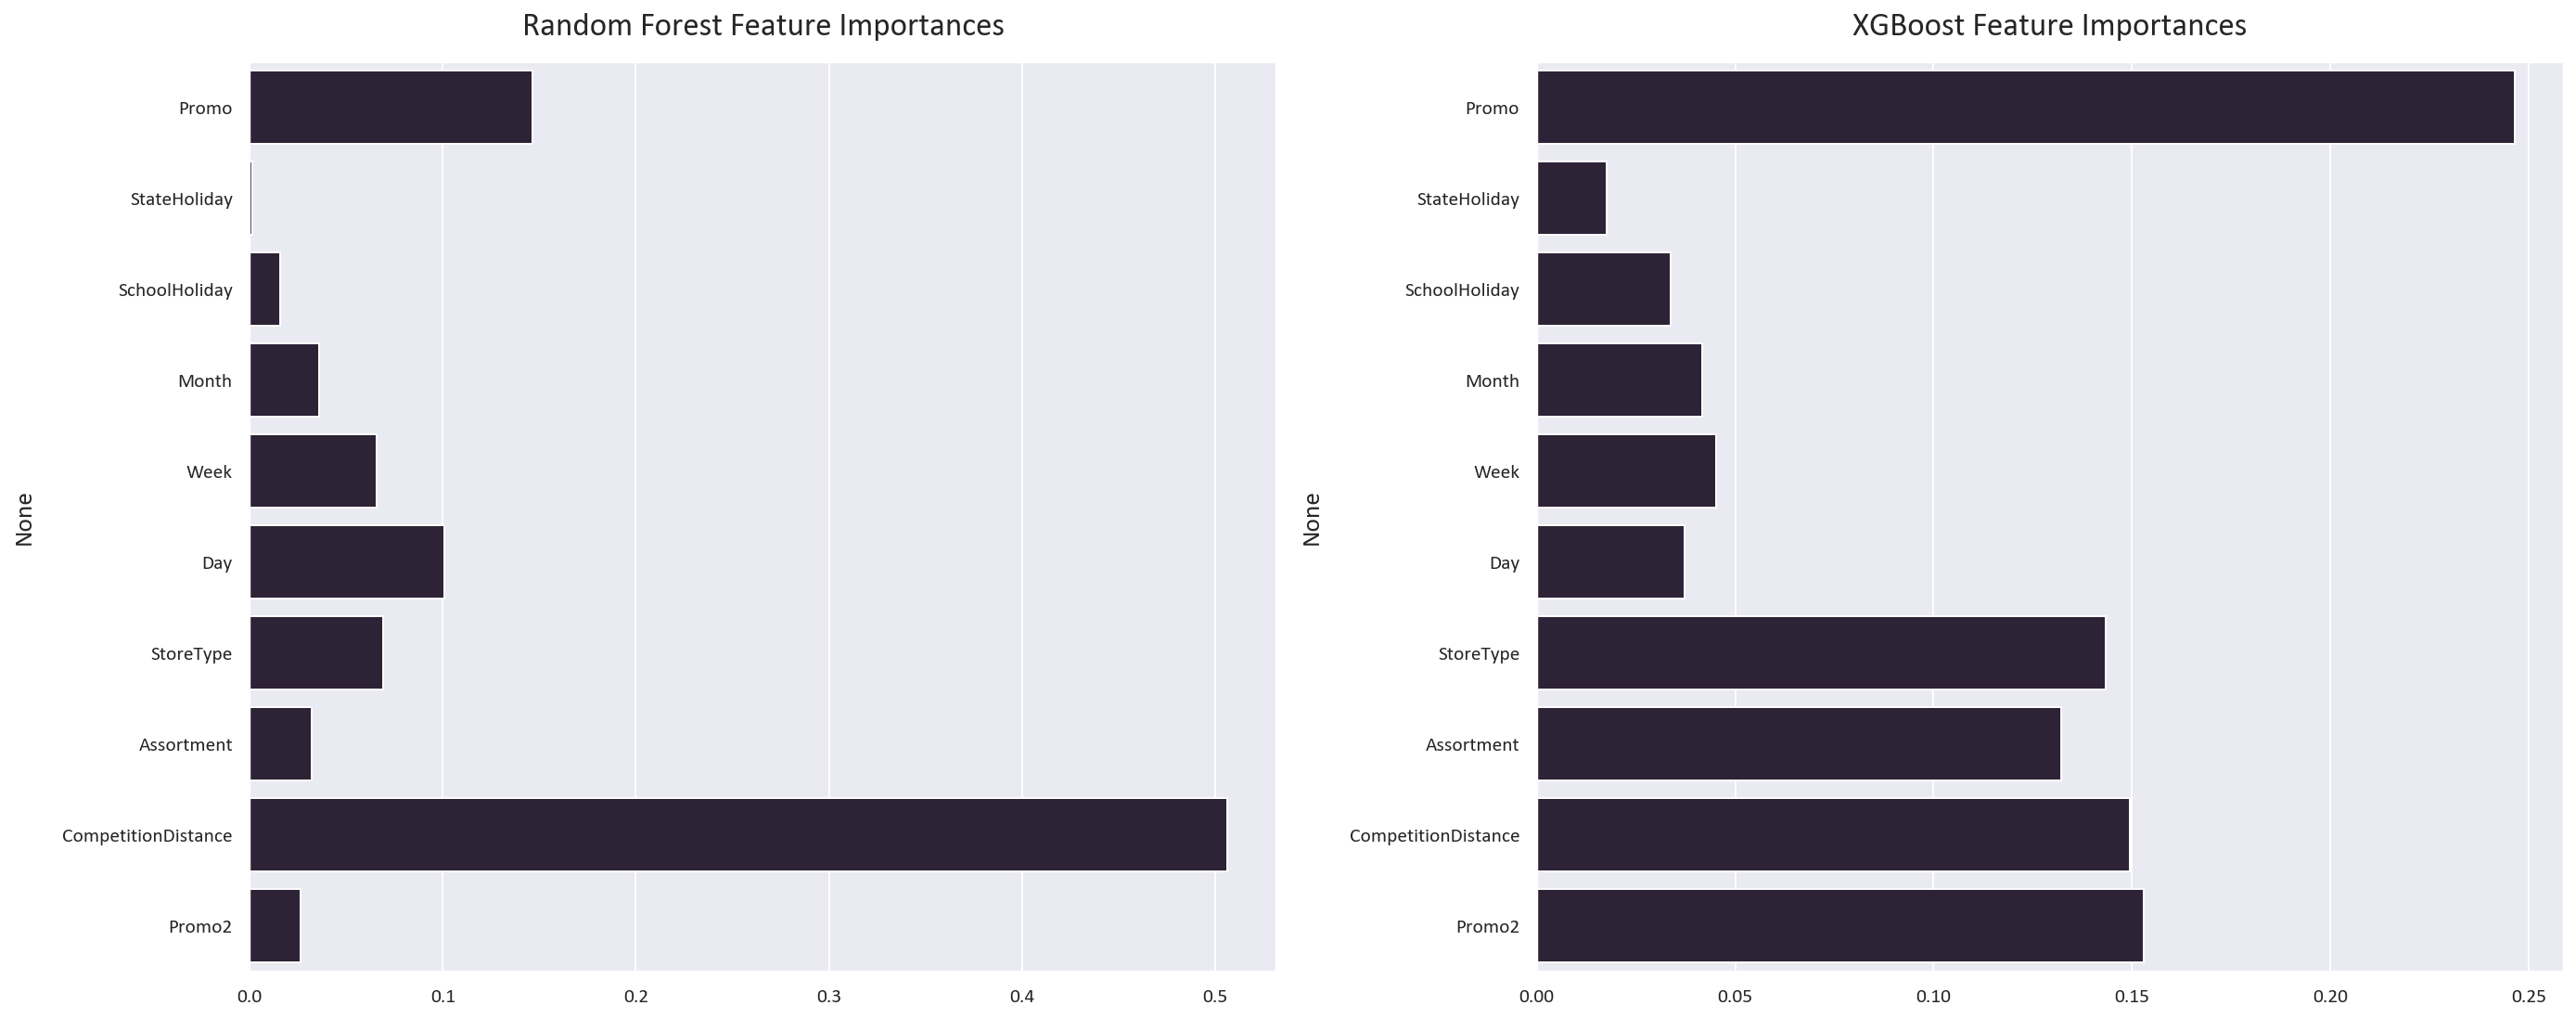 Random Forest Feature Importances
None
Promo
StateHoliday
SchoolHoliday
Month
Week
Day
StoreType
Assortment
CompetitionDistance
Promo2
0.0 0.1 0.2 0.3 0.4 0.5
XGBoost Feature Importances
None
Promo
StateHoliday
SchoolHoliday
Month
Week
Day
StoreType
Assortment
CompetitionDistance
Promo2
0.00 0.05 0.10 0.15 0.20 0.25